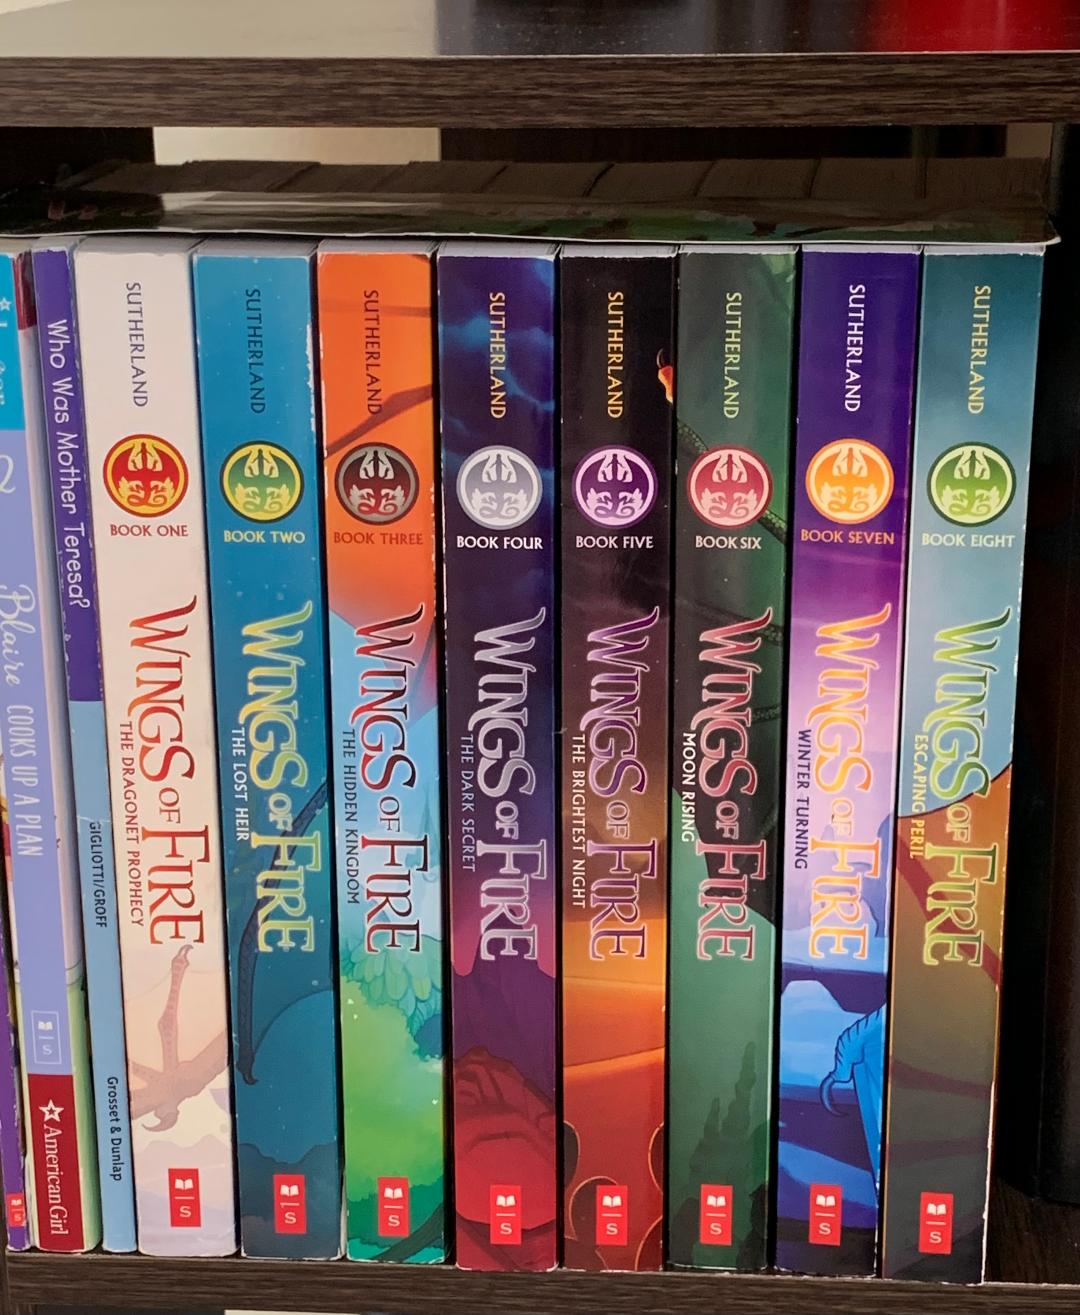 2
Blaire COOKS UP A PLAN
S
American Girl
Who Was Mother Teresa?
GIGLIOTTI/GROFF
Grosset & Dunlap
SUTHERLAND
BOOK ONE
WINGS OF FIRE
THE DRAGONET PROPHECY
S
SUTHERLAND
BOOK TWO
WINGS OF FIRE
THE LOST HEIR
S
SUTHERLAND
BOOK THREE
WINGS OF FIRE
THE HIDDEN KINGDOM
S
SUTHERLAND
BOOK FOUR
WINGS OF FIRE
THE DARK SECRET
S
SUTHERLAND
BOOK FIVE
WINGS OF FIRE
THE BRIGHTEST NIGHT
S
SUTHERLAND
BOOK SIX
WINGS OF FIRE
MOON RISING
S
SUTHERLAND
BOOK SEVEN
WINGS OF FIRE
WINTER TURNING
S
SUTHERLAND
BOOK EIGHT
WINGS OF FIRE
ESCAPING PERIL
S